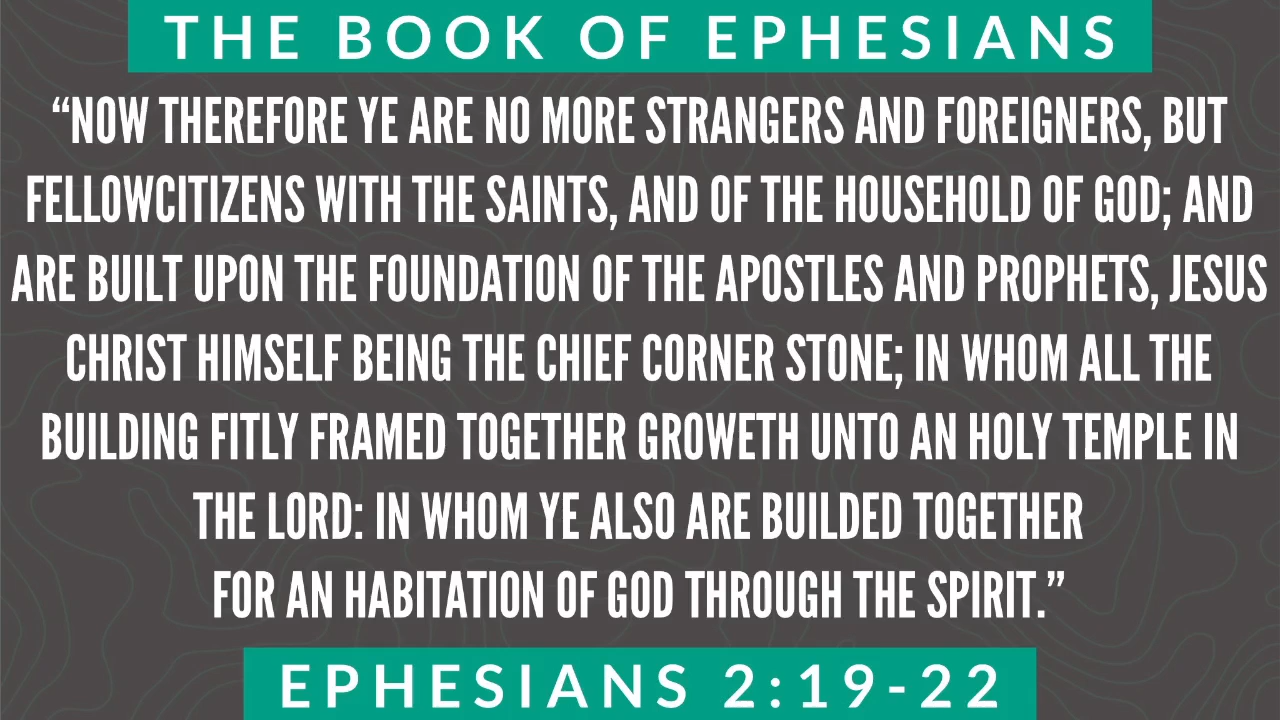 THE BOOK OF EPHESIANS
“NOW THEREFORE YE ARE NO MORE STRANGERS AND FOREIGNERS, BUT
FELLOWCITIZENS WITH THE SAINTS, AND OF THE HOUSEHOLD OF GOD; AND
ARE BUILT UPON THE FOUNDATION OF THE APOSTLES AND PROPHETS, JESUS
CHRIST HIMSELF BEING THE CHIEF CORNER STONE; IN WHOM ALL THE
BUILDING FITLY FRAMED TOGETHER GROWETH UNTO AN HOLY TEMPLE IN
THE LORD: IN WHOM YE ALSO ARE BUILDED TOGETHER
FOR AN HABITATION OF GOD THROUGH THE SPIRIT.”
EPHESIANS 2:19-22